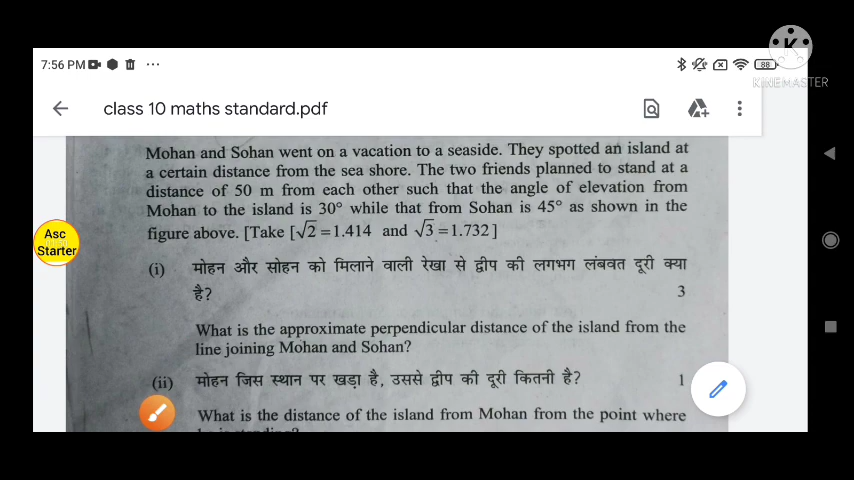 7:56 PM
88
KINEMASTER
class 10 maths standard.pdf
Mohan and Sohan went on a vacation to a seaside. They spotted an island at
a certain distance from the sea shore. The two friends planned to stand at a
distance of 50 m from each other such that the angle of elevation from
Mohan to the island is 30° while that from Sohan is 45° as shown in the
figure above. [Take [√2 = 1.414 and √3 = 1.732]
Asc
Starter
(i) मोहन और सोहन को मिलाने वाली रेखा से द्वीप की लगभग लंबवत दूरी क्या
है? 3
What is the approximate perpendicular distance of the island from the
line joining Mohan and Sohan?
(ii) मोहन जिस स्थान पर खड़ा है, उससे द्वीप की दूरी कितनी है? 1
What is the distance of the island from Mohan from the point where